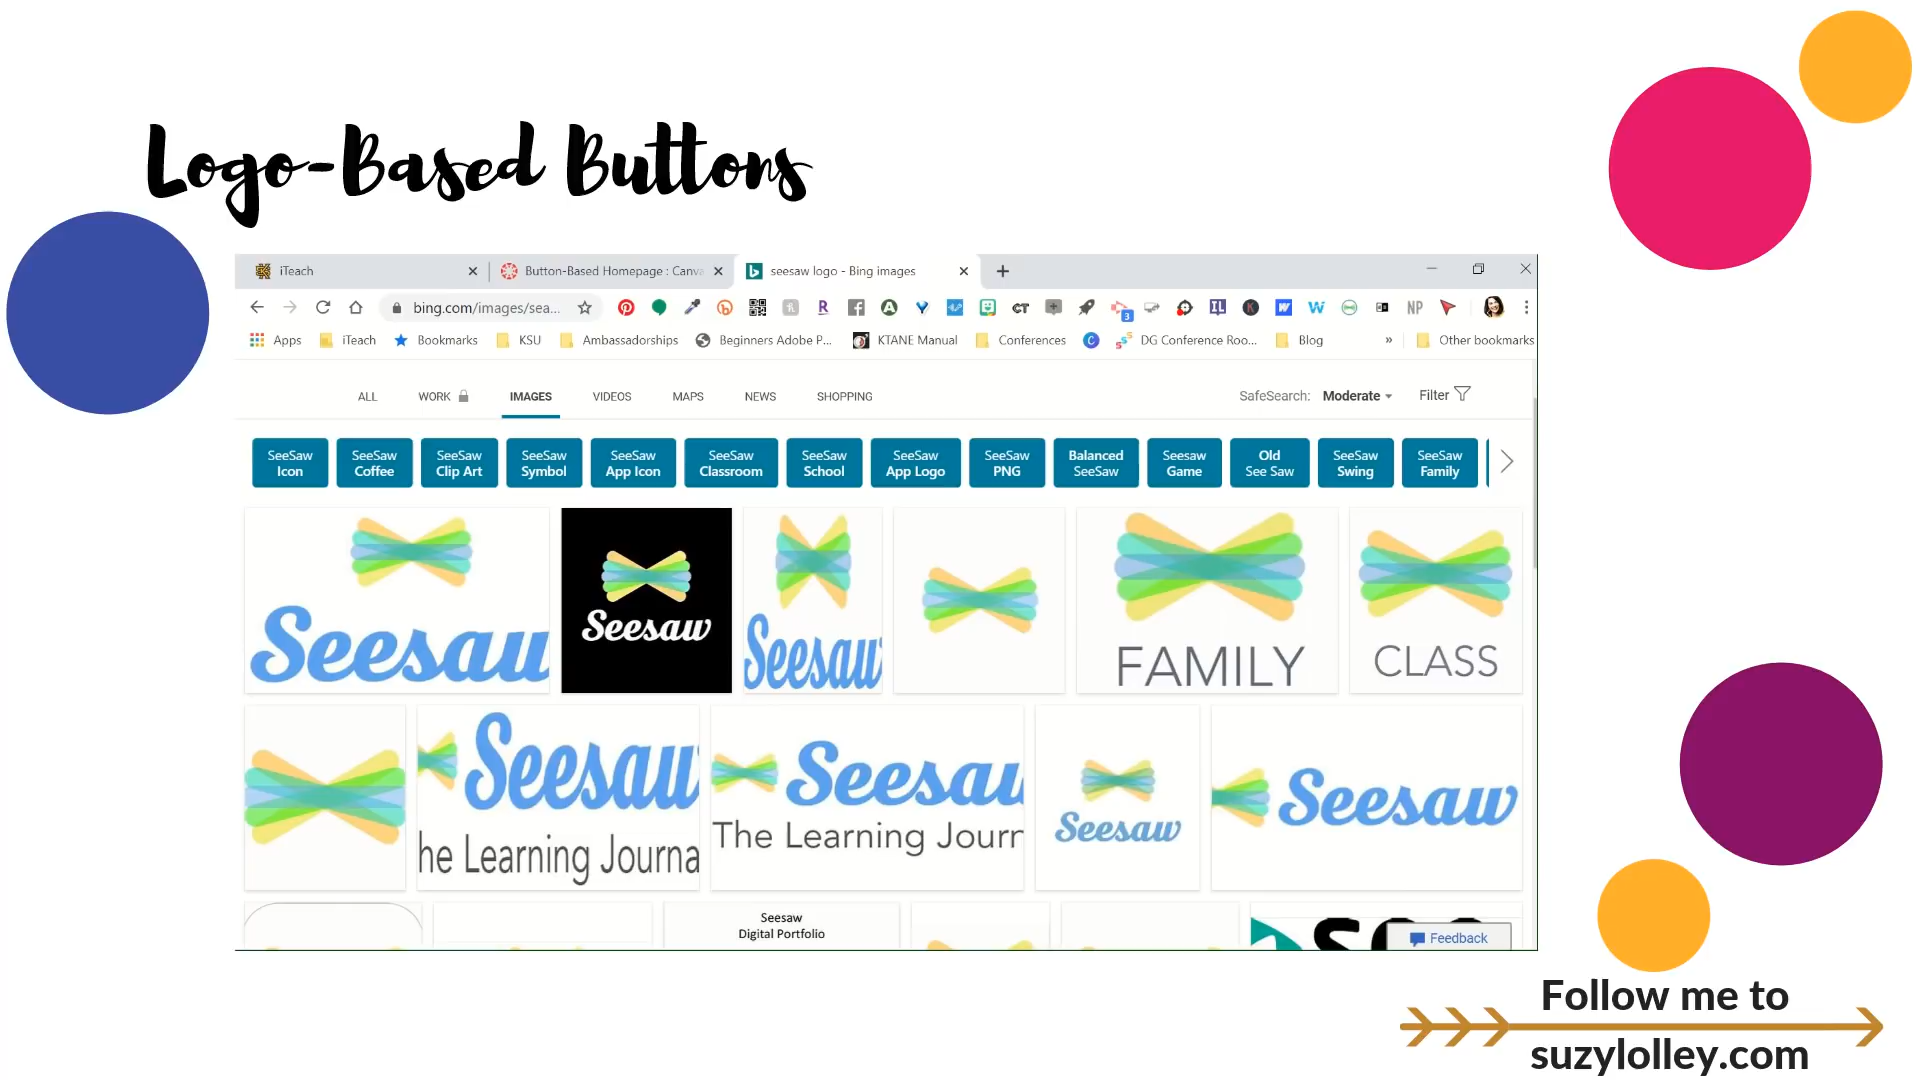 Logo-Based Buttons
iTeach
Button-Based Homepage : Canva
seesaw logo - Bing images
bing.com/images/sea...
NP
3
Apps
iTeach
Bookmarks
KSU
Ambassadorships
Beginners Adobe P...
KTANE Manual
Conferences
DG Conference Roo...
Blog
»
Other bookmarks
ALL
WORK
IMAGES
VIDEOS
MAPS
NEWS
SHOPPING
SafeSearch: Moderate
Filter
SeeSaw
Icon
SeeSaw
Coffee
SeeSaw
Clip Art
SeeSaw
Symbol
SeeSaw
App Icon
SeeSaw
Classroom
SeeSaw
School
SeeSaw
App Logo
SeeSaw
PNG
Balanced
SeeSaw
Seesaw
Game
Old
See Saw
SeeSaw
Swing
SeeSaw
Family
Seesaw
Seesaw
Seesaw
FAMILY
CLASS
Seesaw
he Learning Journa
Seesaw
The Learning Journ
Seesaw
Seesaw
Seesaw
Digital Portfolio
Feedback
Follow me to
suzylolley.com